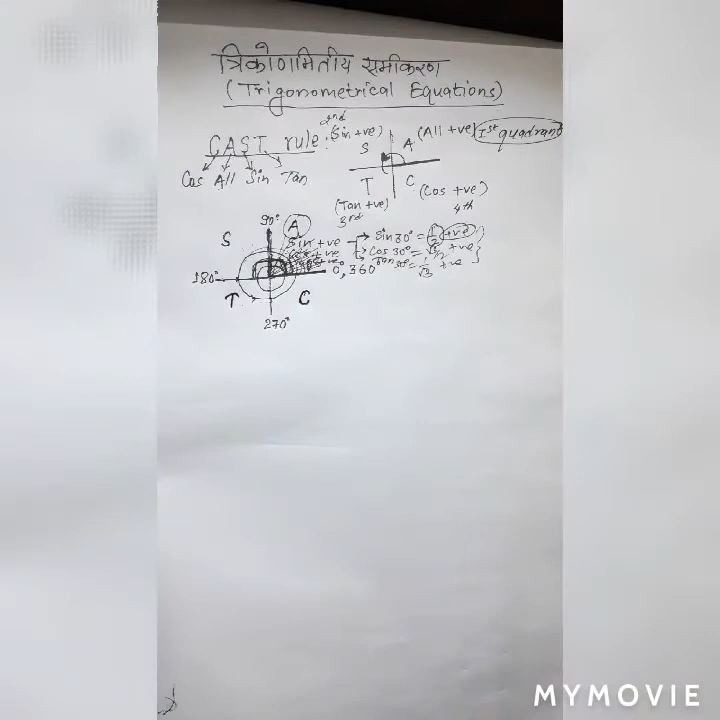 त्रिकोणमितीय समीकरण
(Trigonometrical Equations)
CAST rule:
Cos All Sin Tan
2nd (Sin +ve)
(All +ve) Ist quadrant
S A
T C
(Tan +ve)
3rd
(Cos +ve)
4th
90°
A
S
Sin +ve
Sin 30° = 1/2 +ve
Cos 30° = √3/2 +ve
Tan 30° = 1/√3 +ve
180°
0, 360°
T C
270°
MYMOVIE